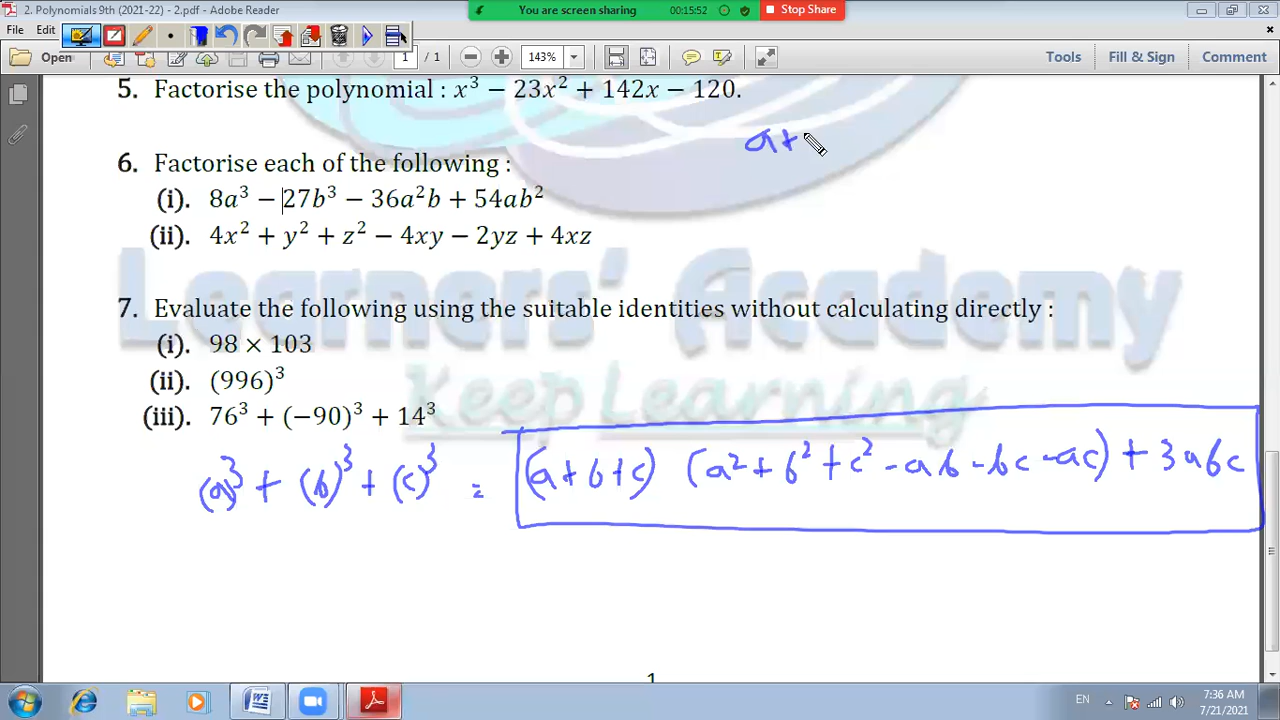 2. Polynomials 9th (2021-22) - 2.pdf - Adobe Reader
You are screen sharing 00:15:52 Stop Share
File Edit
Open 1 / 1 143% Tools Fill & Sign Comment
5. Factorise the polynomial : x³ − 23x² + 142x − 120.
a+
6. Factorise each of the following :
(i). 8a³ − 27b³ − 36a²b + 54ab²
(ii). 4x² + y² + z² − 4xy − 2yz + 4xz
Learners' Academy
7. Evaluate the following using the suitable identities without calculating directly :
(i). 98 × 103
(ii). (996)³
Keep Learning
(iii). 76³ + (−90)³ + 14³
(a)³ + (b)³ + (c)³ = (a+b+c) (a²+b²+c²-ab-bc-ac) + 3abc
1
EN 7:36 AM
7/21/2021